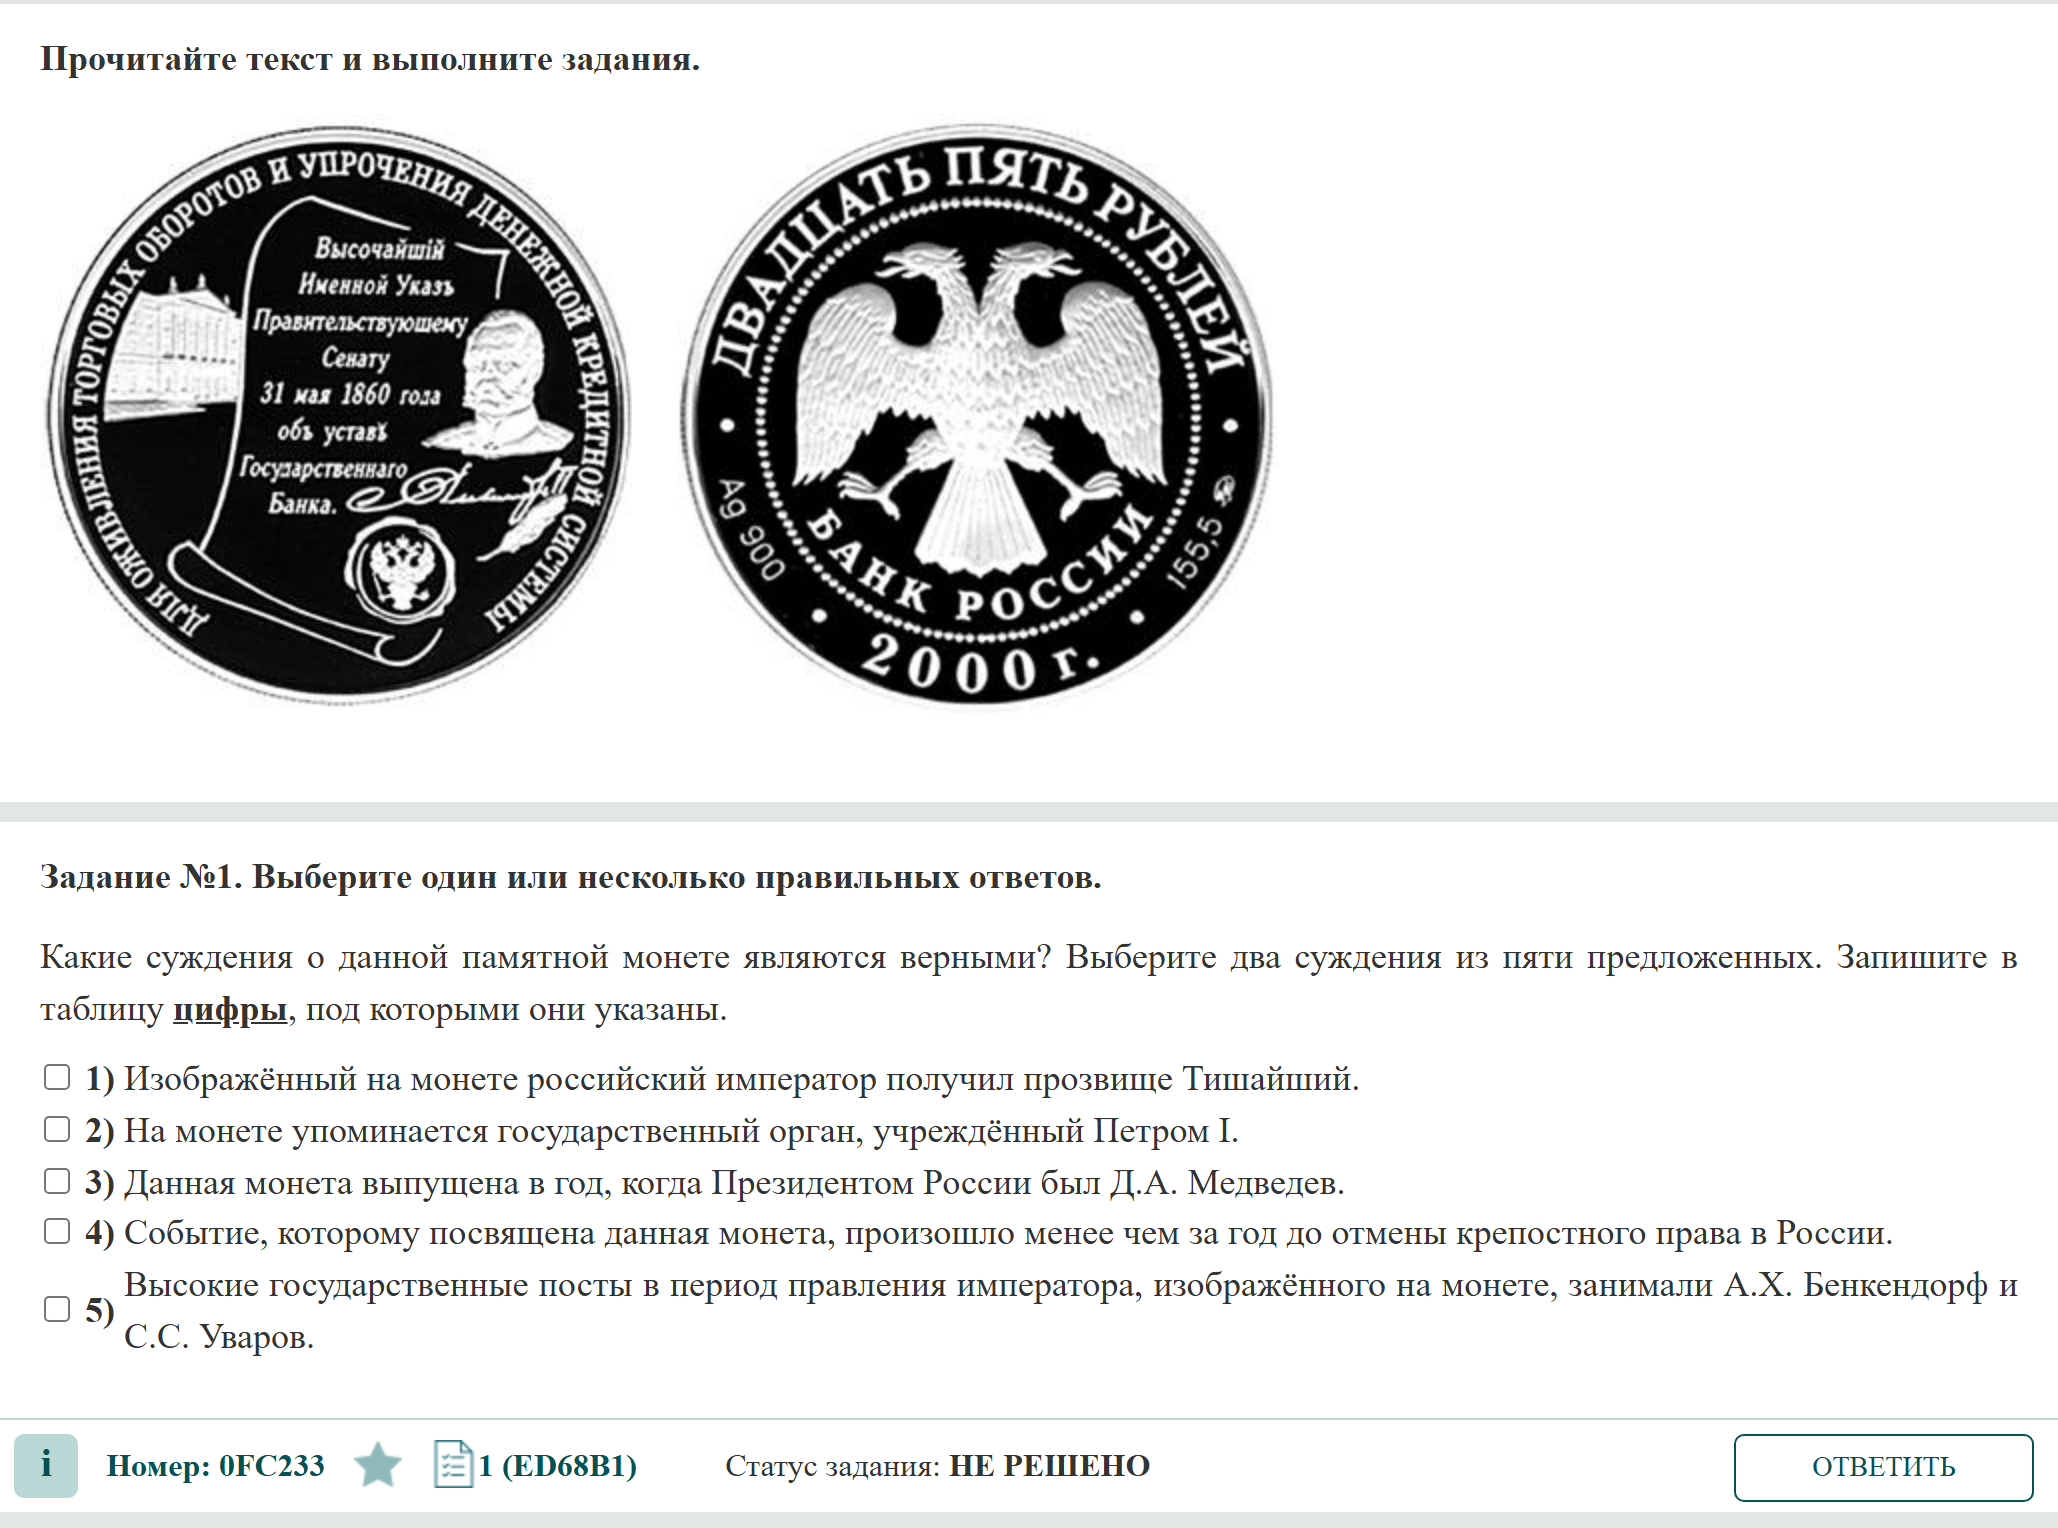 Прочитайте текст и выполните задания.
ДЛЯ ОЖИВЛЕНИЯ ТОРГОВЫХ ОБОРОТОВ И УПРОЧЕНИЯ ДЕНЕЖНОЙ КРЕДИТНОЙ СИСТЕМЫ
Высочайшій
Именной Указъ
Правительствующему
Сенату
31 мая 1860 года
объ уставѣ
Государственнаго
Банка.
ДВАДЦАТЬ ПЯТЬ РУБЛЕЙ
БАНК РОССИИ
Ag 900
155,5
2000 г.
Задание №1. Выберите один или несколько правильных ответов.
Какие суждения о данной памятной монете являются верными? Выберите два суждения из пяти предложенных. Запишите в
таблицу цифры, под которыми они указаны.
1) Изображённый на монете российский император получил прозвище Тишайший.
2) На монете упоминается государственный орган, учреждённый Петром I.
3) Данная монета выпущена в год, когда Президентом России был Д.А. Медведев.
4) Событие, которому посвящена данная монета, произошло менее чем за год до отмены крепостного права в России.
5) Высокие государственные посты в период правления императора, изображённого на монете, занимали А.Х. Бенкендорф и
С.С. Уваров.
i Номер: 0FC233 1 (ED68B1) Статус задания: НЕ РЕШЕНО ОТВЕТИТЬ